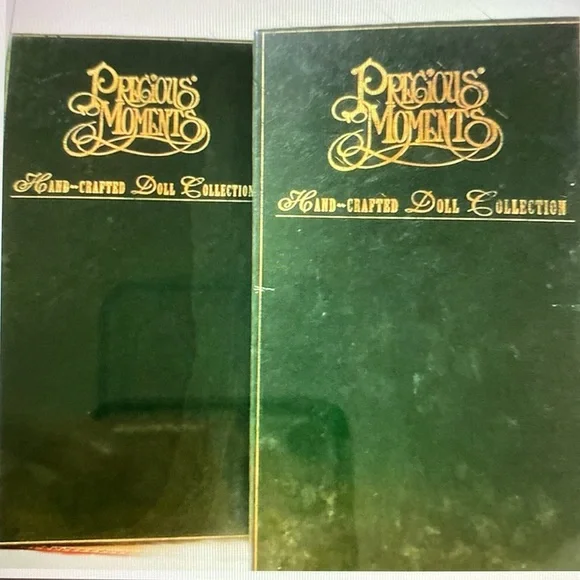 PRECIOUS
MOMENTS
HAND-CRAFTED DOLL COLLECTION
PRECIOUS
MOMENTS
HAND-CRAFTED DOLL COLLECTION